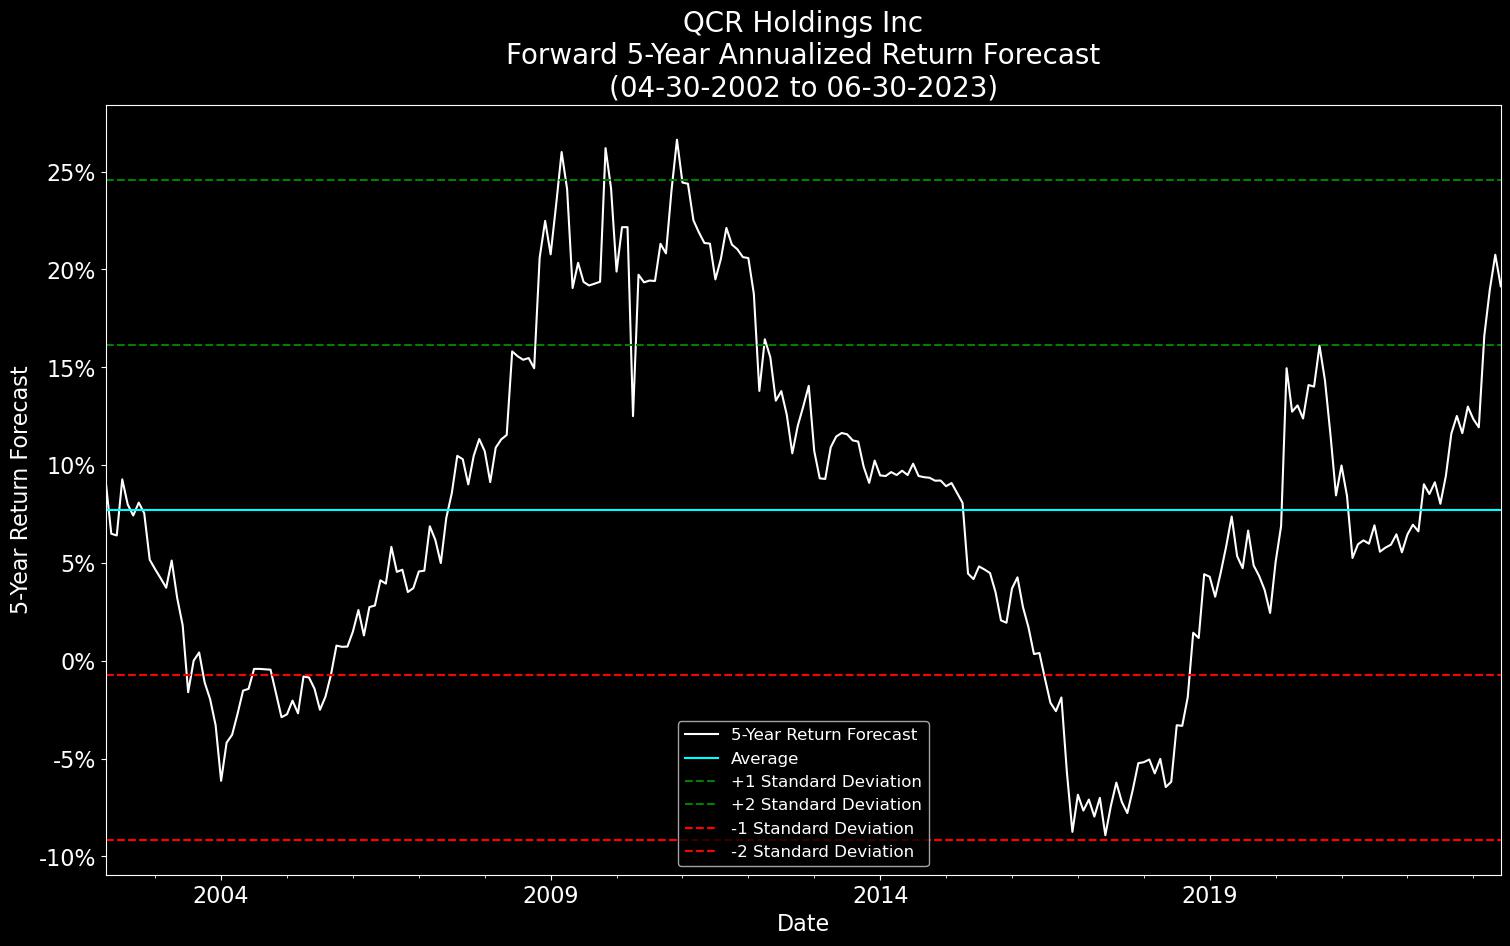 QCR Holdings Inc
Forward 5-Year Annualized Return Forecast
(04-30-2002 to 06-30-2023)
5-Year Return Forecast
25%
20%
15%
10%
5%
0%
-5%
-10%
5-Year Return Forecast
Average
+1 Standard Deviation
+2 Standard Deviation
-1 Standard Deviation
-2 Standard Deviation
2004
2009
2014
2019
Date